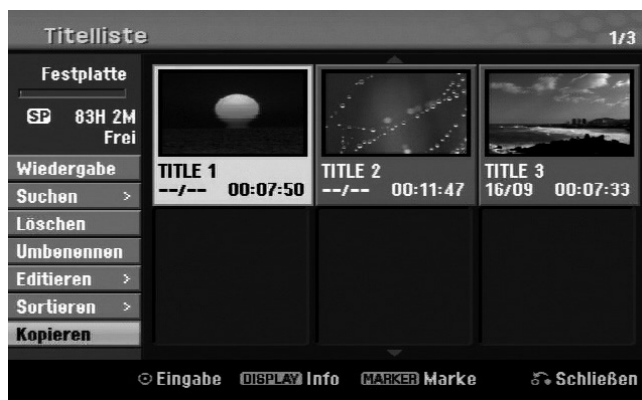 Titelliste
1/3
Festplatte
SP 83H 2M
Frei
Wiedergabe
Suchen >
Löschen
Umbenennen
Editieren >
Sortieren >
Kopieren
TITLE 1
--/-- 00:07:50
TITLE 2
--/-- 00:11:47
TITLE 3
16/09 00:07:33
Eingabe DISPLAY Info MARKER Marke Schließen